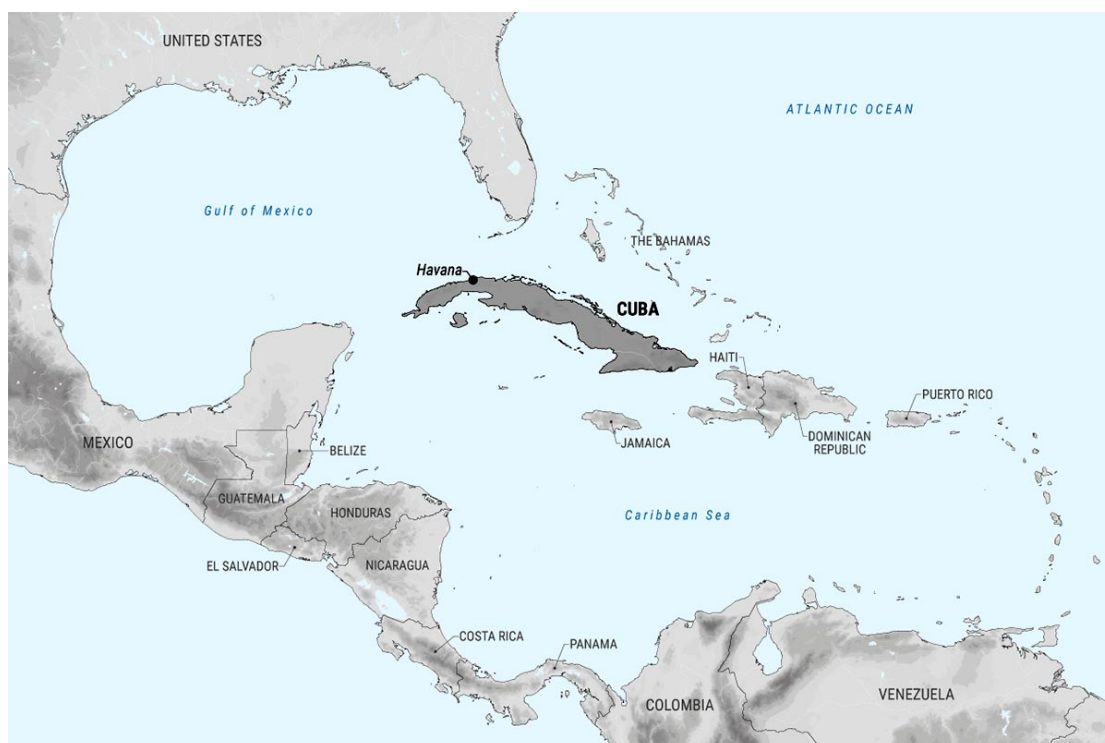 UNITED STATES
ATLANTIC OCEAN
Gulf of Mexico
THE BAHAMAS
Havana
CUBA
HAITI
PUERTO RICO
DOMINICAN
REPUBLIC
JAMAICA
MEXICO
BELIZE
GUATEMALA
HONDURAS
Caribbean Sea
EL SALVADOR
NICARAGUA
COSTA RICA
PANAMA
COLOMBIA
VENEZUELA